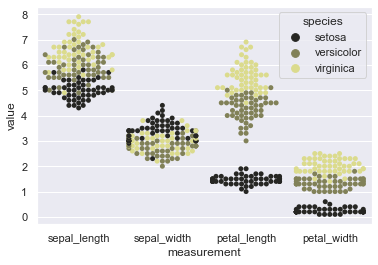 species
setosa
versicolor
virginica
value
8
7
6
5
4
3
2
1
0
sepal_length sepal_width petal_length petal_width
measurement